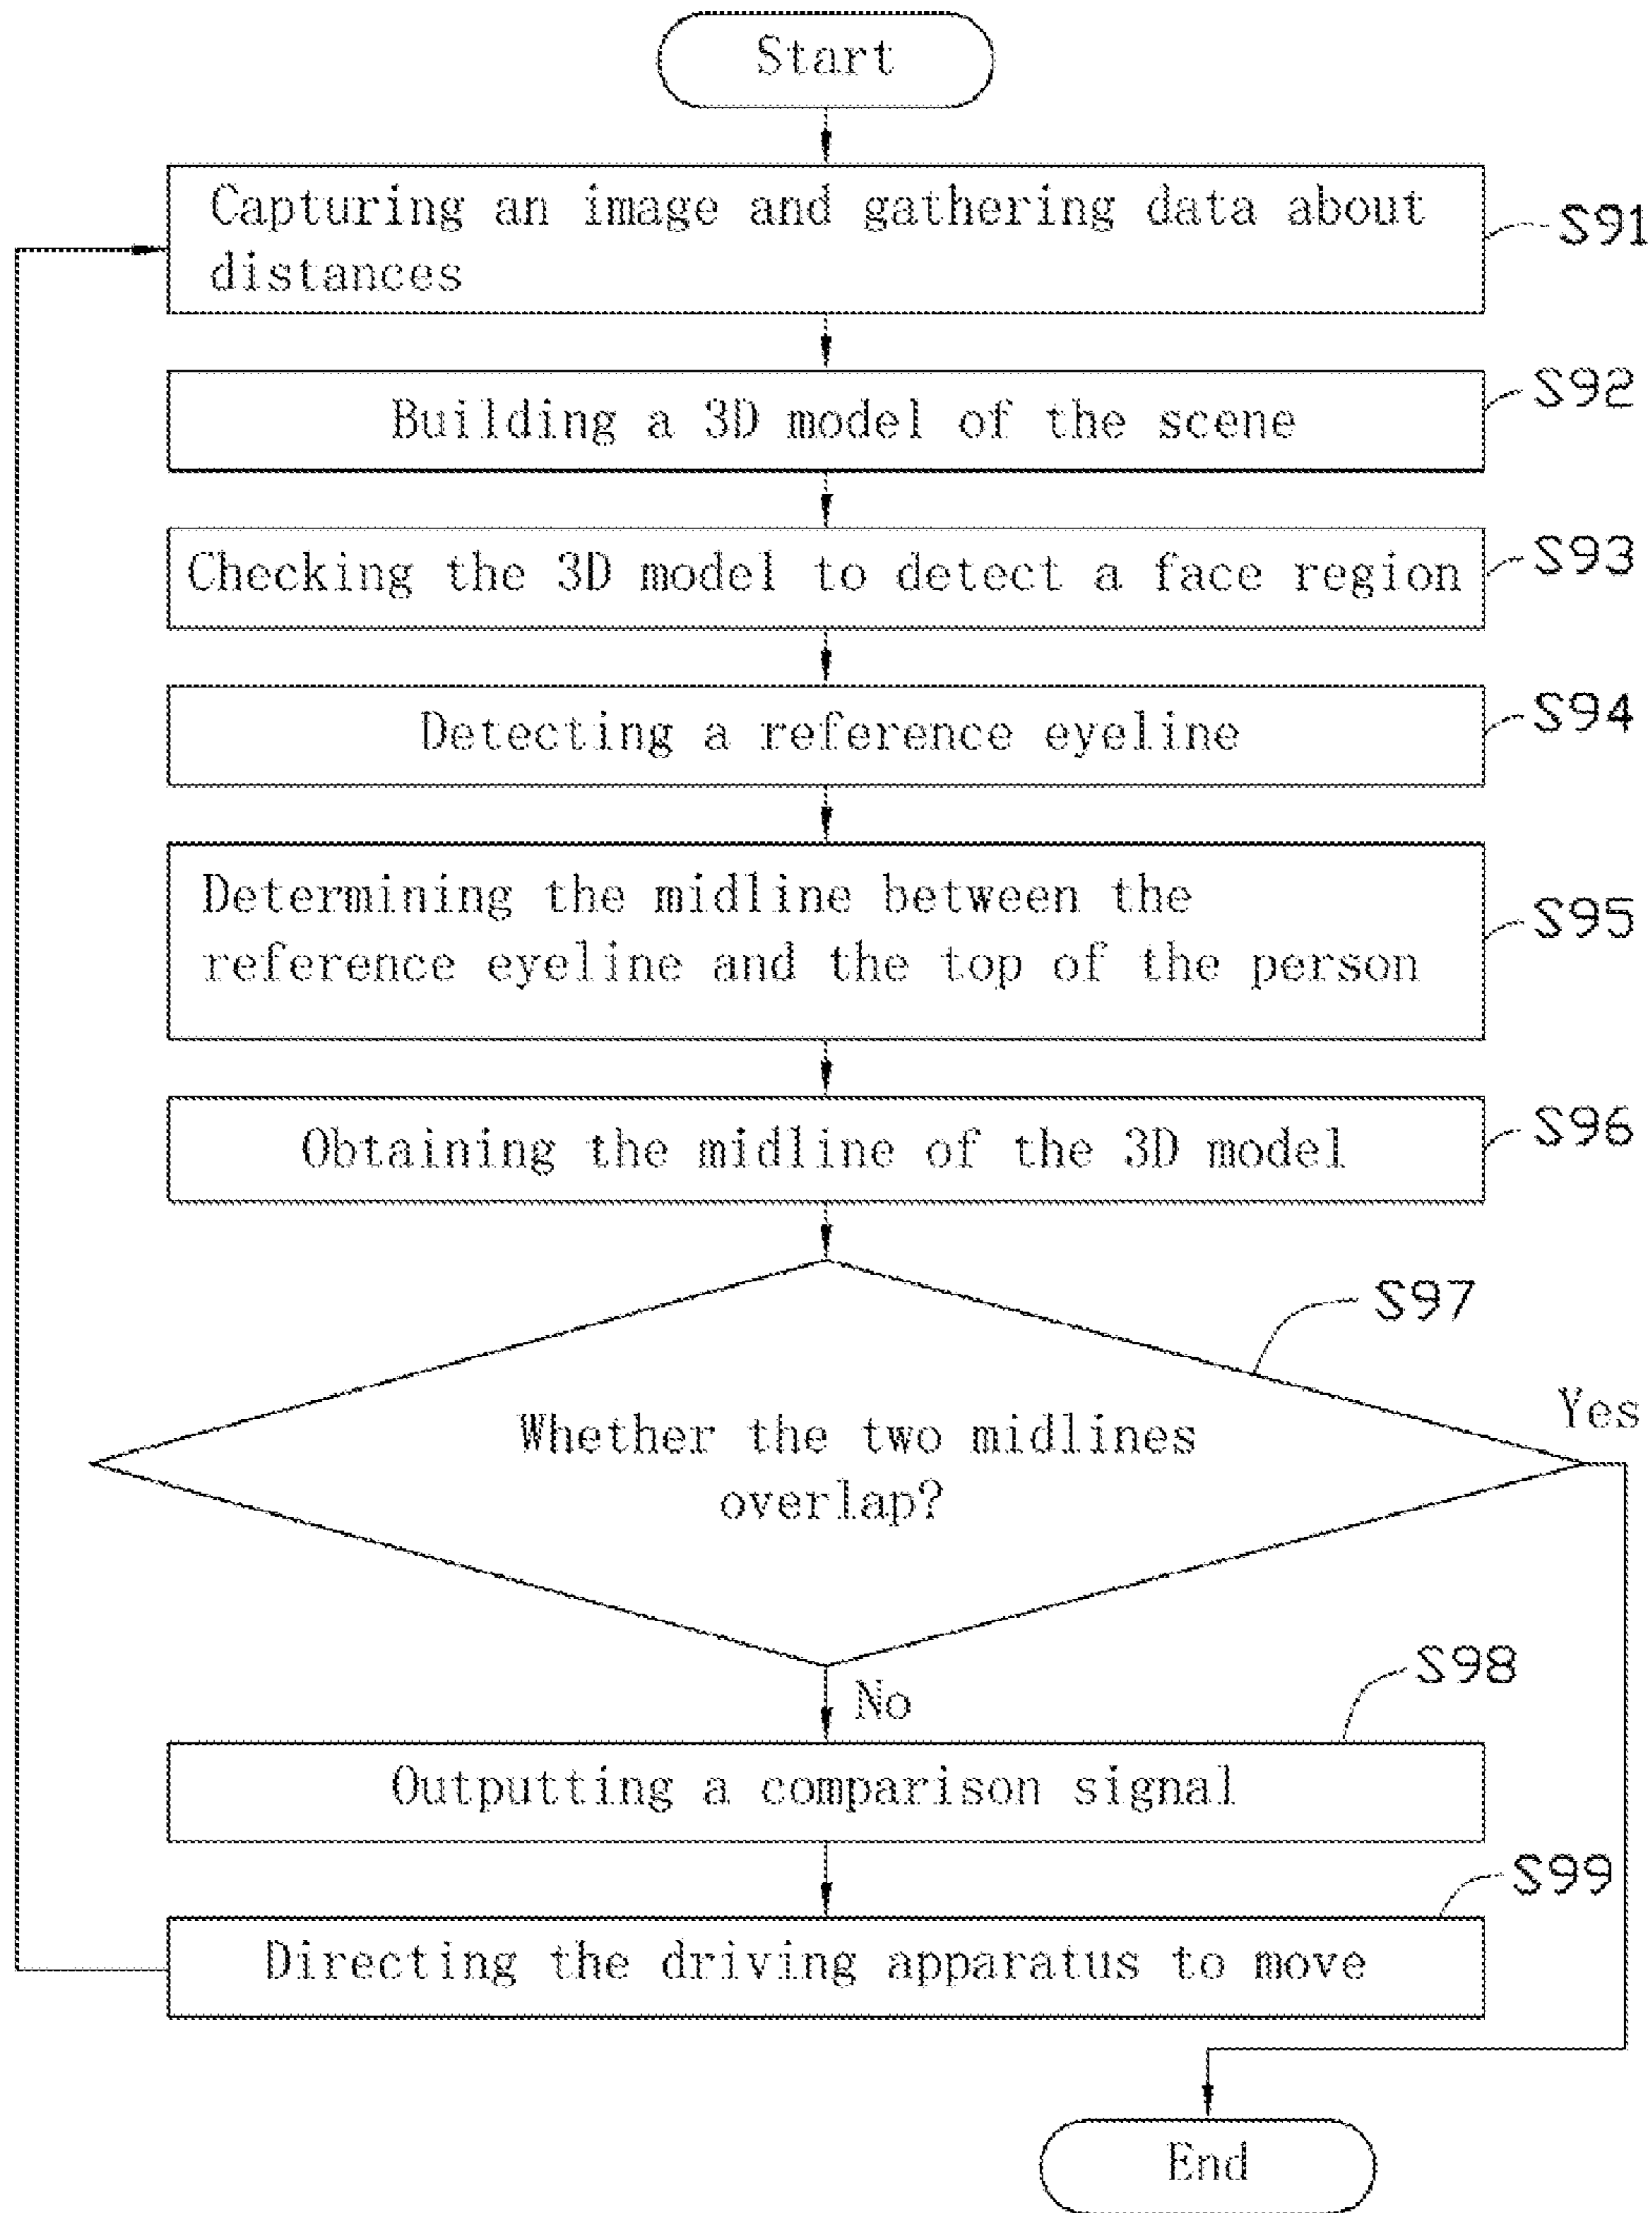 Start
Capturing an image and gathering data about
distances
S91
Building a 3D model of the scene
S92
Checking the 3D model to detect a face region
S93
Detecting a reference eyeline
S94
Determining the midline between the
reference eyeline and the top of the person
S95
Obtaining the midline of the 3D model
S96
S97
Whether the two midlines
overlap?
Yes
No
S98
Outputting a comparison signal
S99
Directing the driving apparatus to move
End